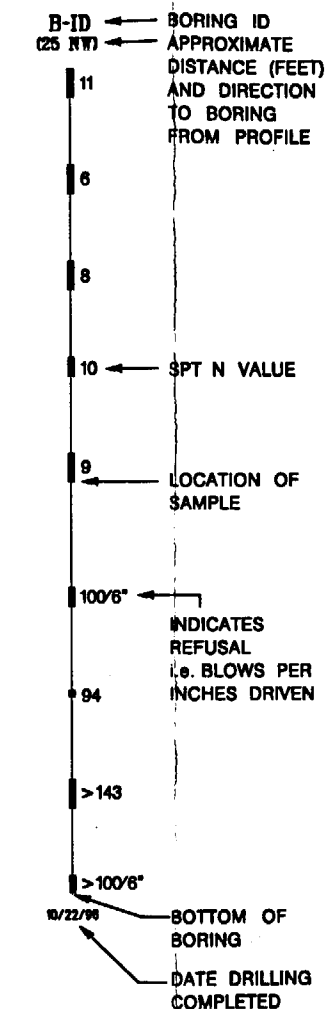 B-ID BORING ID
(25 NW) APPROXIMATE
DISTANCE (FEET)
AND DIRECTION
TO BORING
FROM PROFILE
11
6
8
10 SPT N VALUE
9
LOCATION OF
SAMPLE
100/6"
INDICATES
REFUSAL
i.e. BLOWS PER
INCHES DRIVEN
94
>143
>100/6"
10/22/96
BOTTOM OF
BORING
DATE DRILLING
COMPLETED